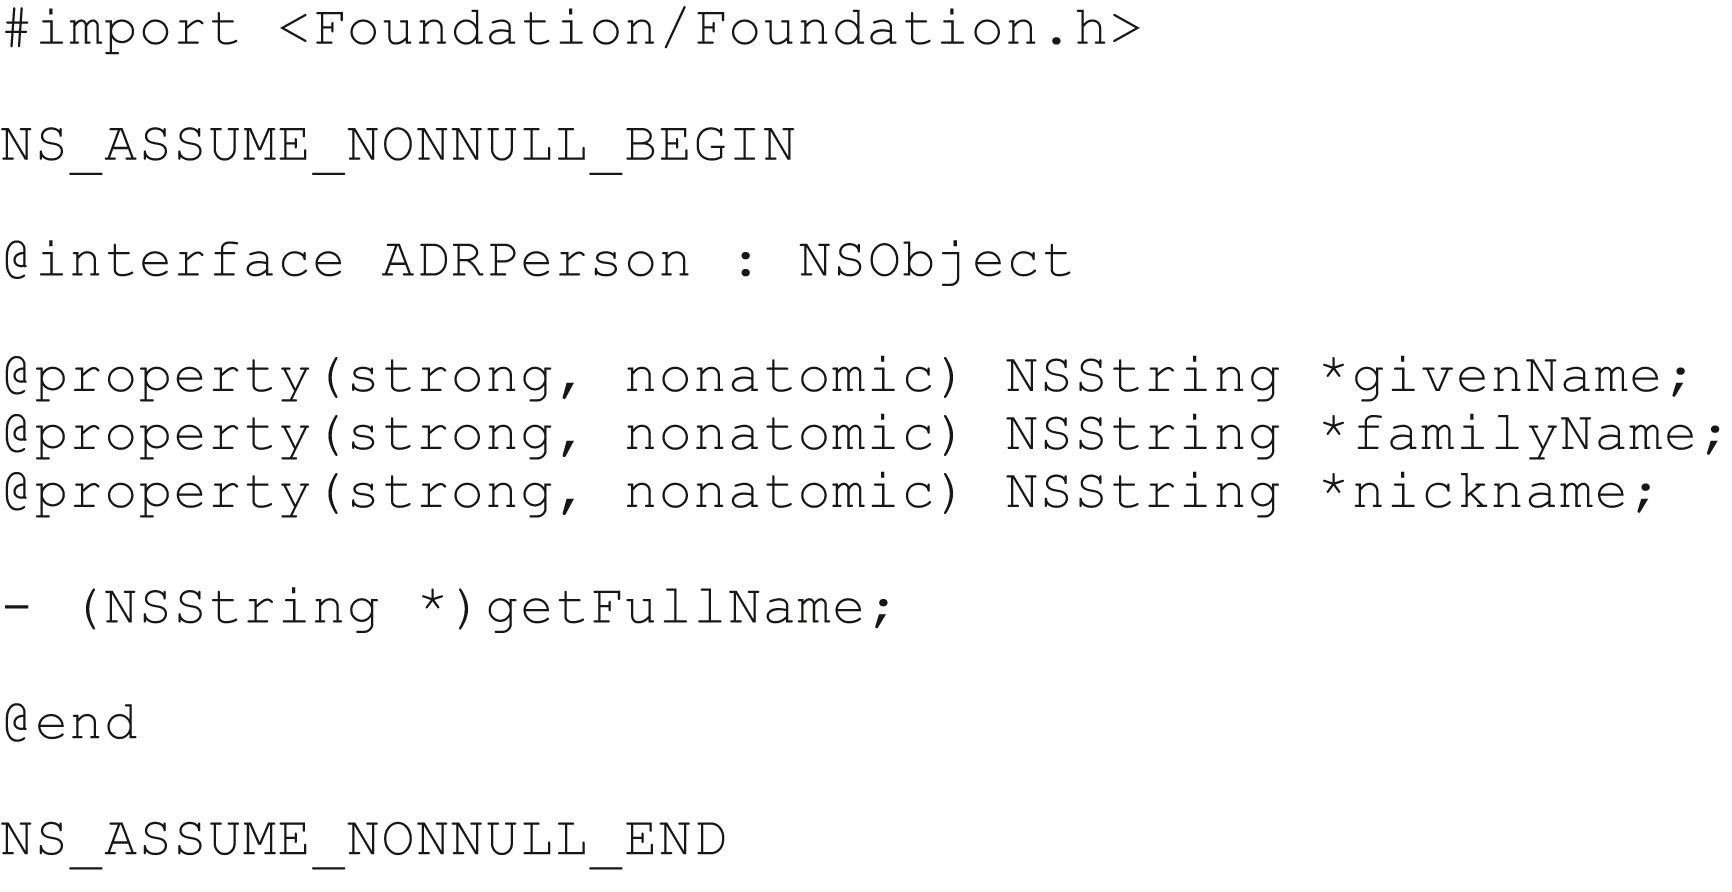 #import <Foundation/Foundation.h>
NS_ASSUME_NONNULL_BEGIN
@interface ADRPerson : NSObject
@property(strong, nonatomic) NSString *givenName;
@property(strong, nonatomic) NSString *familyName;
@property(strong, nonatomic) NSString *nickname;
- (NSString *)getFullName;
@end
NS_ASSUME_NONNULL_END